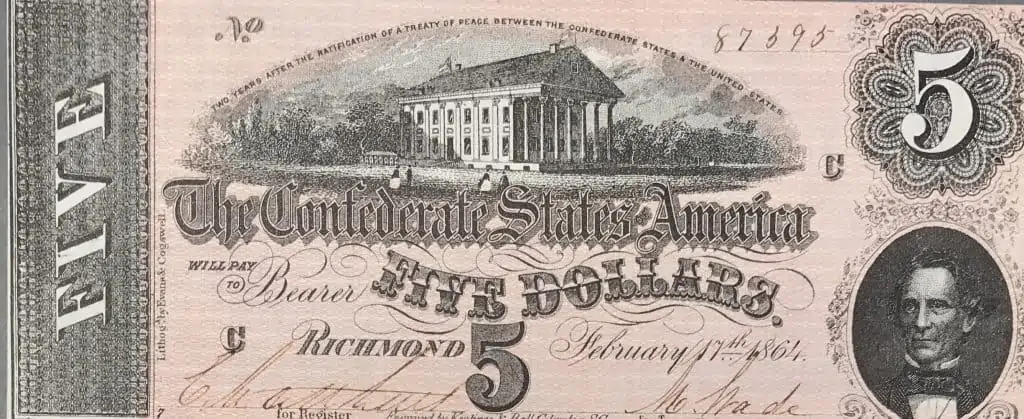 No
87595
TWO YEARS AFTER THE RATIFICATION OF A TREATY OF PEACE BETWEEN THE CONFEDERATE STATES & THE UNITED STATES
5
FIVE
C
The Confederate States of America
WILL PAY TO Bearer FIVE DOLLARS.
Lithog'd by Evans & Cogswell
C
RICHMOND 5 February 17th 1864.
for Register